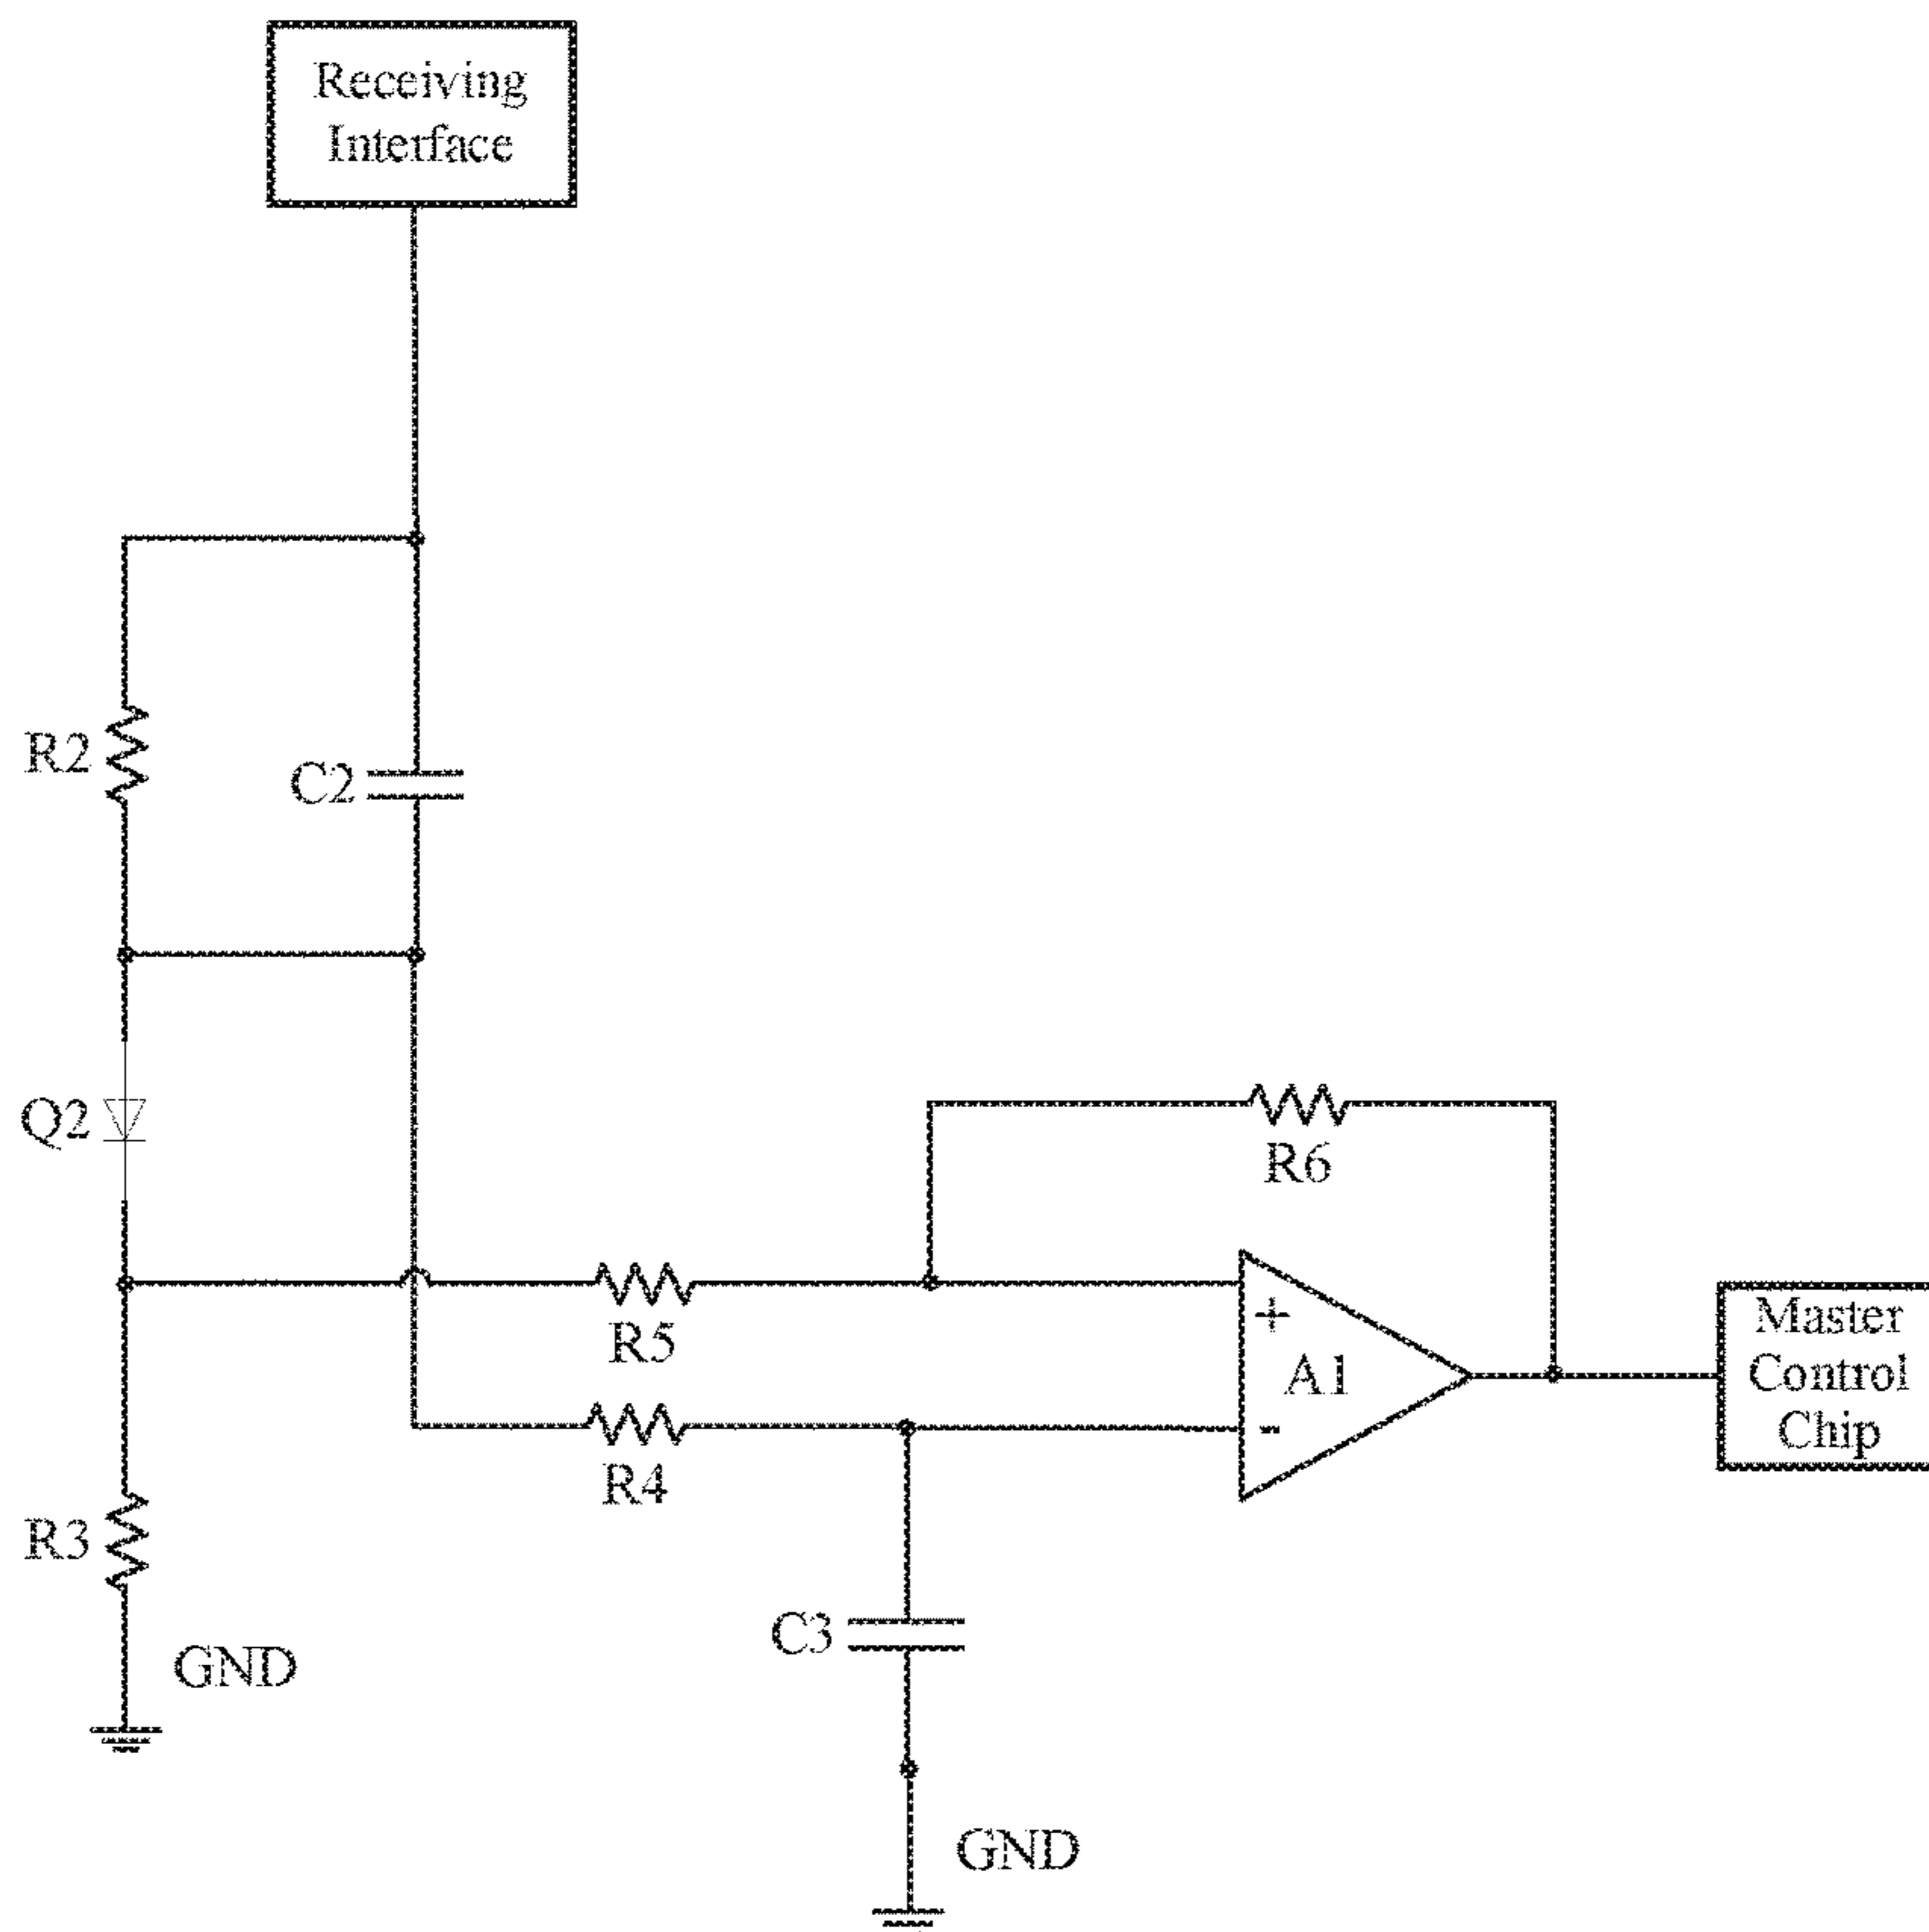 Receiving
Interface
R2
C2
Q2
R6
R5
+
A1
-
Master
Control
Chip
R4
R3
C3
GND
GND